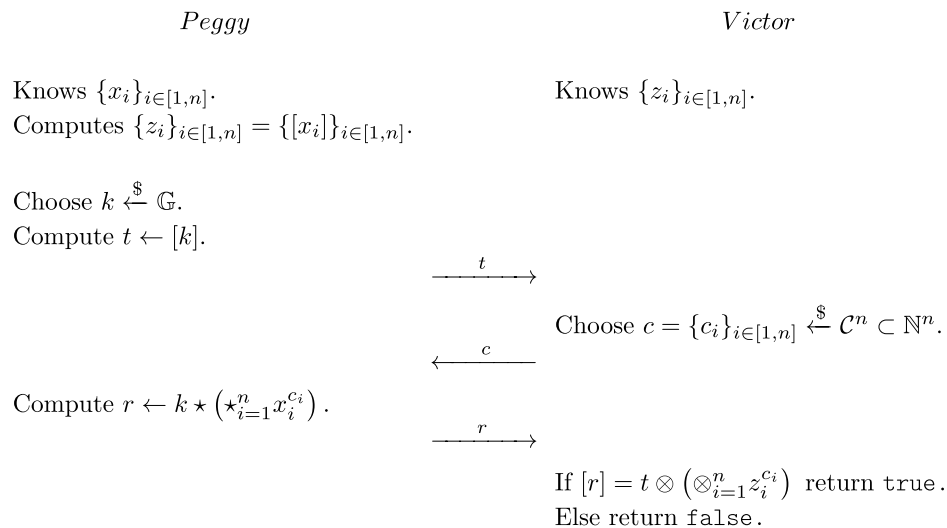 Peggy Victor
Knows {x_i}_{i∈[1,n]}. Knows {z_i}_{i∈[1,n]}.
Computes {z_i}_{i∈[1,n]} = {[x_i]}_{i∈[1,n]}.
Choose k ←$ 𝔾.
Compute t ← [k].
t
Choose c = {c_i}_{i∈[1,n]} ←$ 𝒞^n ⊂ ℕ^n.
c
Compute r ← k ⋆ (⋆_{i=1}^n x_i^{c_i}).
r
If [r] = t ⊗ (⊗_{i=1}^n z_i^{c_i}) return true.
Else return false.